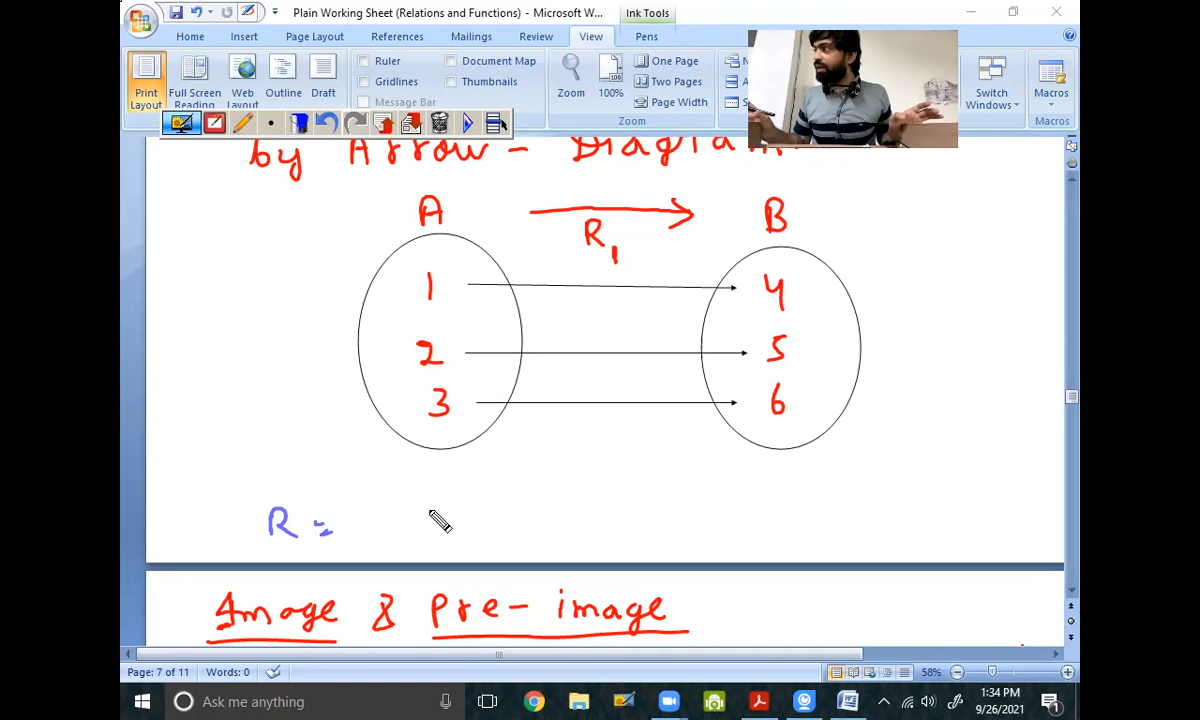 Plain Working Sheet (Relations and Functions) - Microsoft W...
Ink Tools
Home Insert Page Layout References Mailings Review View Pens
Print Layout
Full Screen Reading
Web Layout
Outline
Draft
Ruler
Gridlines
Message Bar
Document Map
Thumbnails
Zoom
100%
One Page
Two Pages
Page Width
Zoom
Switch Windows
Macros
Macros
by Arrow - Diagram
A R1 B
1 4
2 5
3 6
R =
Image & Pre-image
Page: 7 of 11 Words: 0 58%
Ask me anything
1:34 PM
9/26/2021